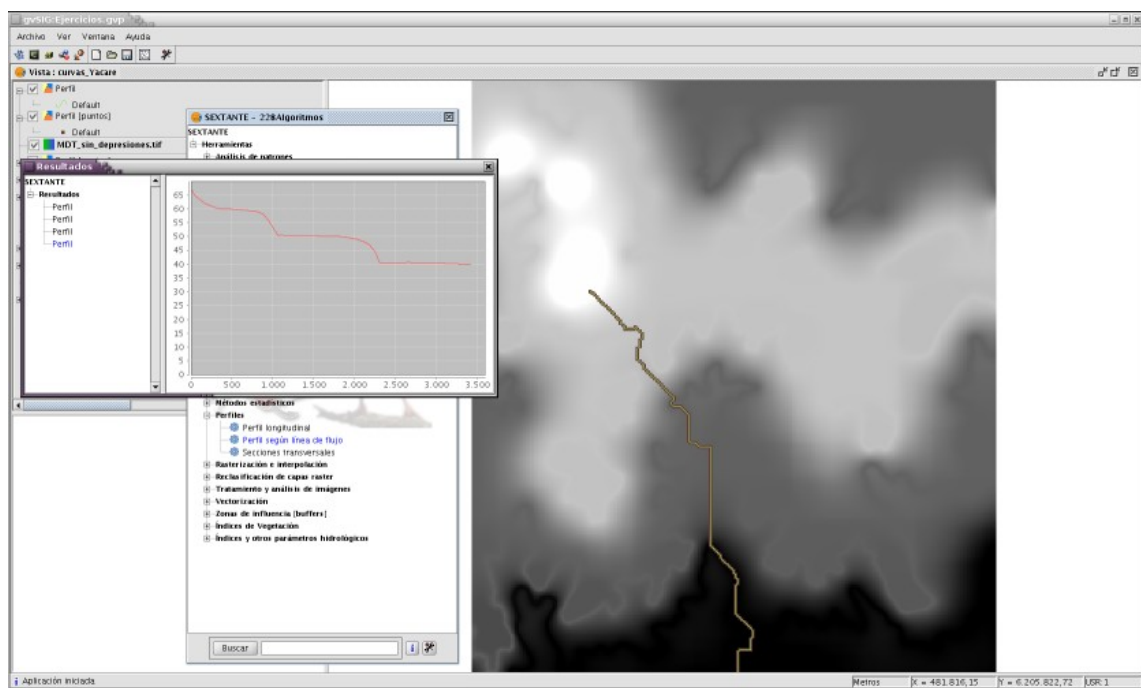 gvSIG:Ejercicios.gvp
Archivo Ver Ventana Ayuda
Vista : curvas_Yacare
Perfil
Default
Perfil [puntos]
Default
MDT_sin_depresiones.tif
SEXTANTE - 228Algoritmos
SEXTANTE
Herramientas
Análisis de patrones
Resultados
SEXTANTE
Resultados
Perfil
Perfil
Perfil
Perfil
65
60
55
50
45
40
35
30
25
20
15
10
5
0
0 500 1.000 1.500 2.000 2.500 3.000 3.500
Métodos estadísticos
Perfiles
Perfil longitudinal
Perfil según línea de flujo
Secciones transversales
Rasterización e interpolación
Reclasificación de capas raster
Tratamiento y análisis de imágenes
Vectorización
Zonas de influencia [buffers]
Índices de Vegetación
Índices y otros parámetros hidrológicos
Buscar
Aplicación iniciada
Metros X = 481.816,15 Y = 6.205.822,72 USR:1